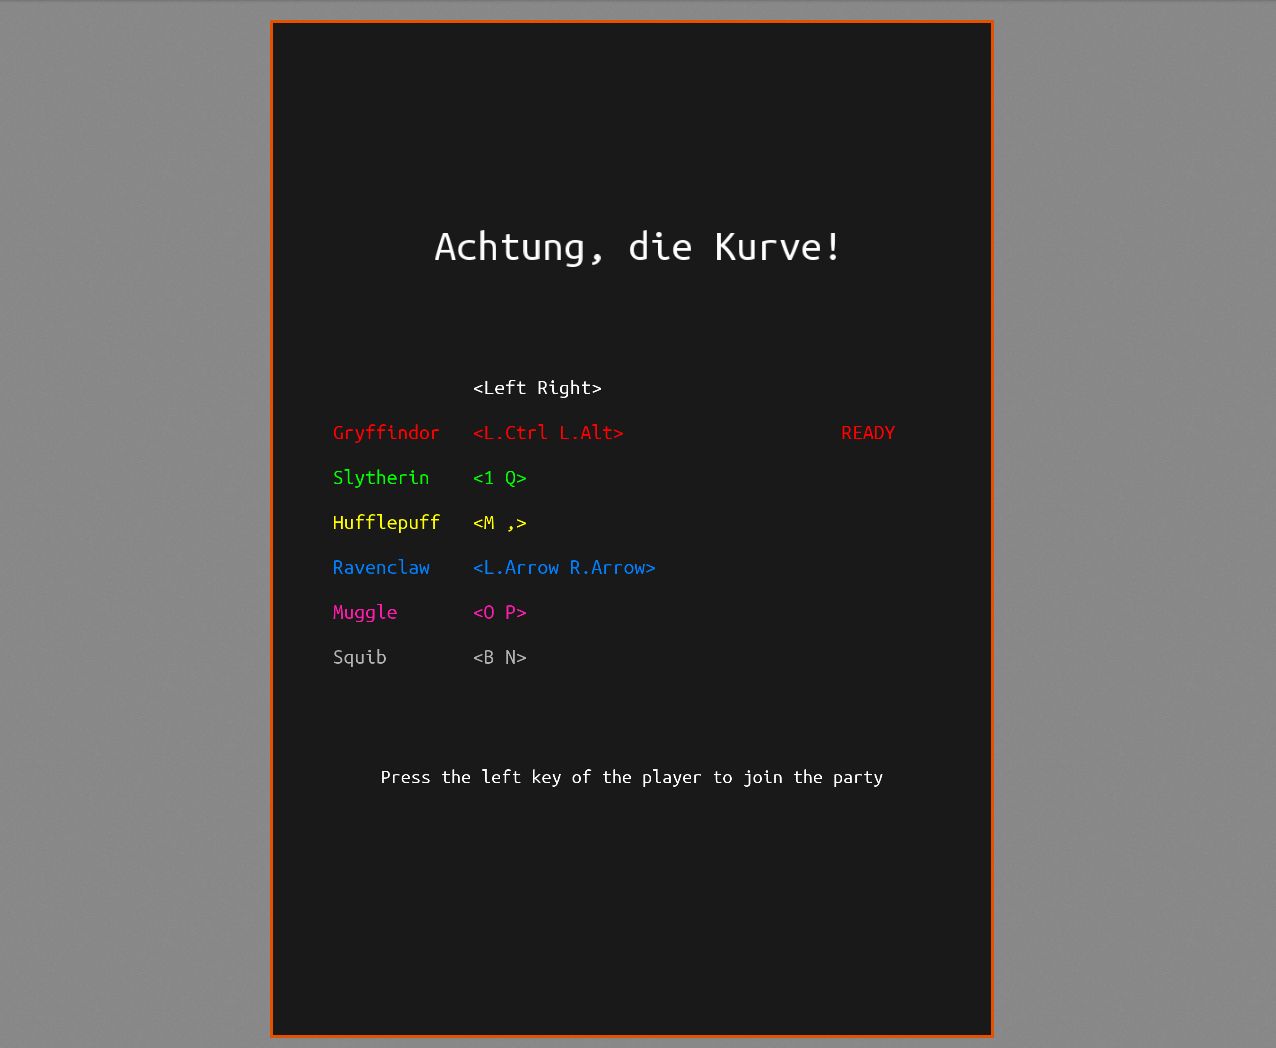 Achtung, die Kurve!
<Left Right>
Gryffindor <L.Ctrl L.Alt> READY
Slytherin <1 Q>
Hufflepuff <M ,>
Ravenclaw <L.Arrow R.Arrow>
Muggle <O P>
Squib <B N>
Press the left key of the player to join the party